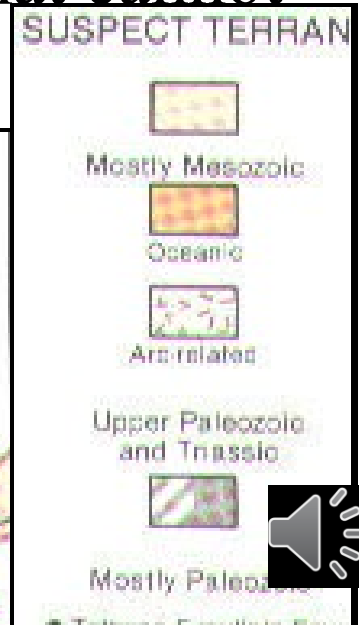 SUSPECT TERRAN
Mostly Mesozoic
Oceanic
Arc-related
Upper Paleozoic
and Triassic
Mostly Paleozo